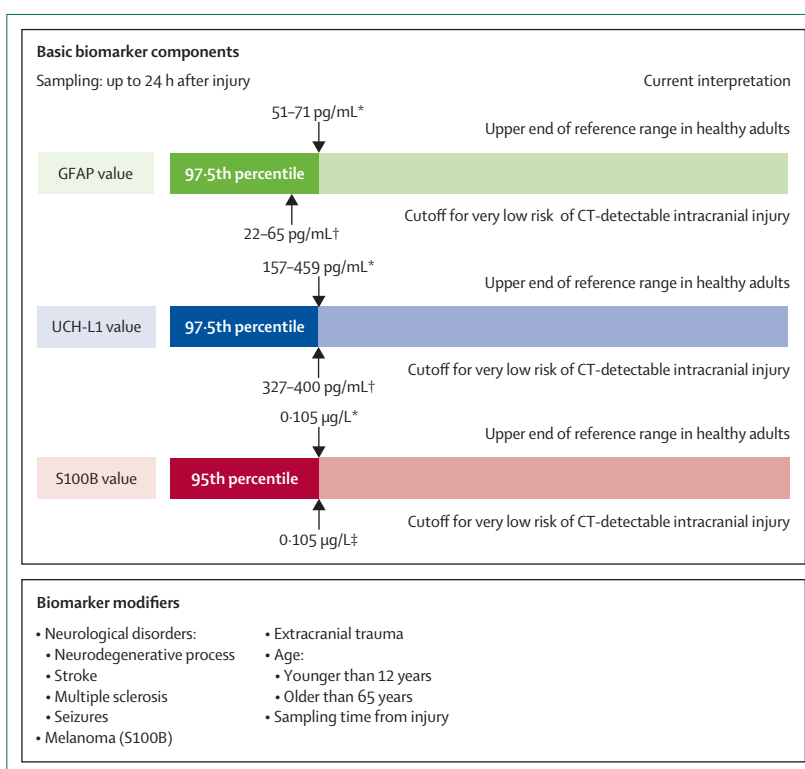 Basic biomarker components
Sampling: up to 24 h after injury
Current interpretation
51–71 pg/mL*
Upper end of reference range in healthy adults
GFAP value
97·5th percentile
Cutoff for very low risk of CT-detectable intracranial injury
22–65 pg/mL†
157–459 pg/mL*
Upper end of reference range in healthy adults
UCH-L1 value
97·5th percentile
Cutoff for very low risk of CT-detectable intracranial injury
327–400 pg/mL†
0·105 µg/L*
Upper end of reference range in healthy adults
S100B value
95th percentile
Cutoff for very low risk of CT-detectable intracranial injury
0·105 µg/L‡
Biomarker modifiers
• Neurological disorders:
• Neurodegenerative process
• Stroke
• Multiple sclerosis
• Seizures
• Melanoma (S100B)
• Extracranial trauma
• Age:
• Younger than 12 years
• Older than 65 years
• Sampling time from injury